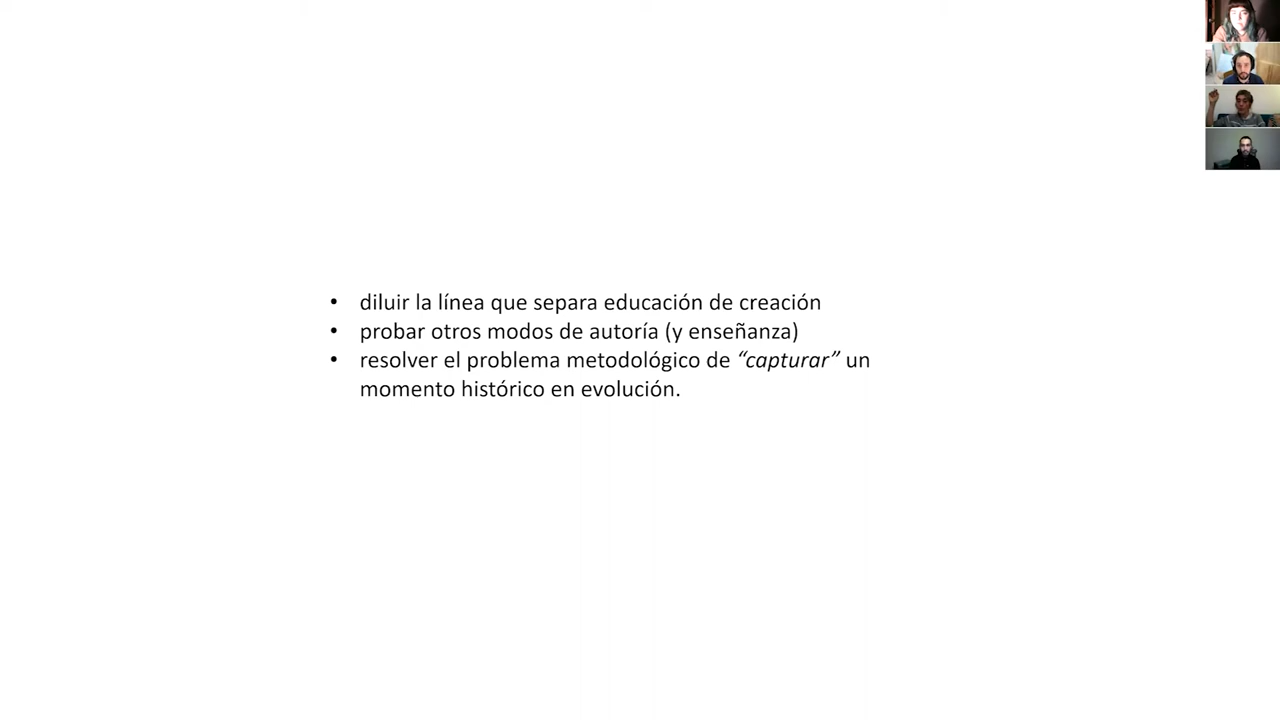 • diluir la línea que separa educación de creación
• probar otros modos de autoría (y enseñanza)
• resolver el problema metodológico de “capturar” un
momento histórico en evolución.